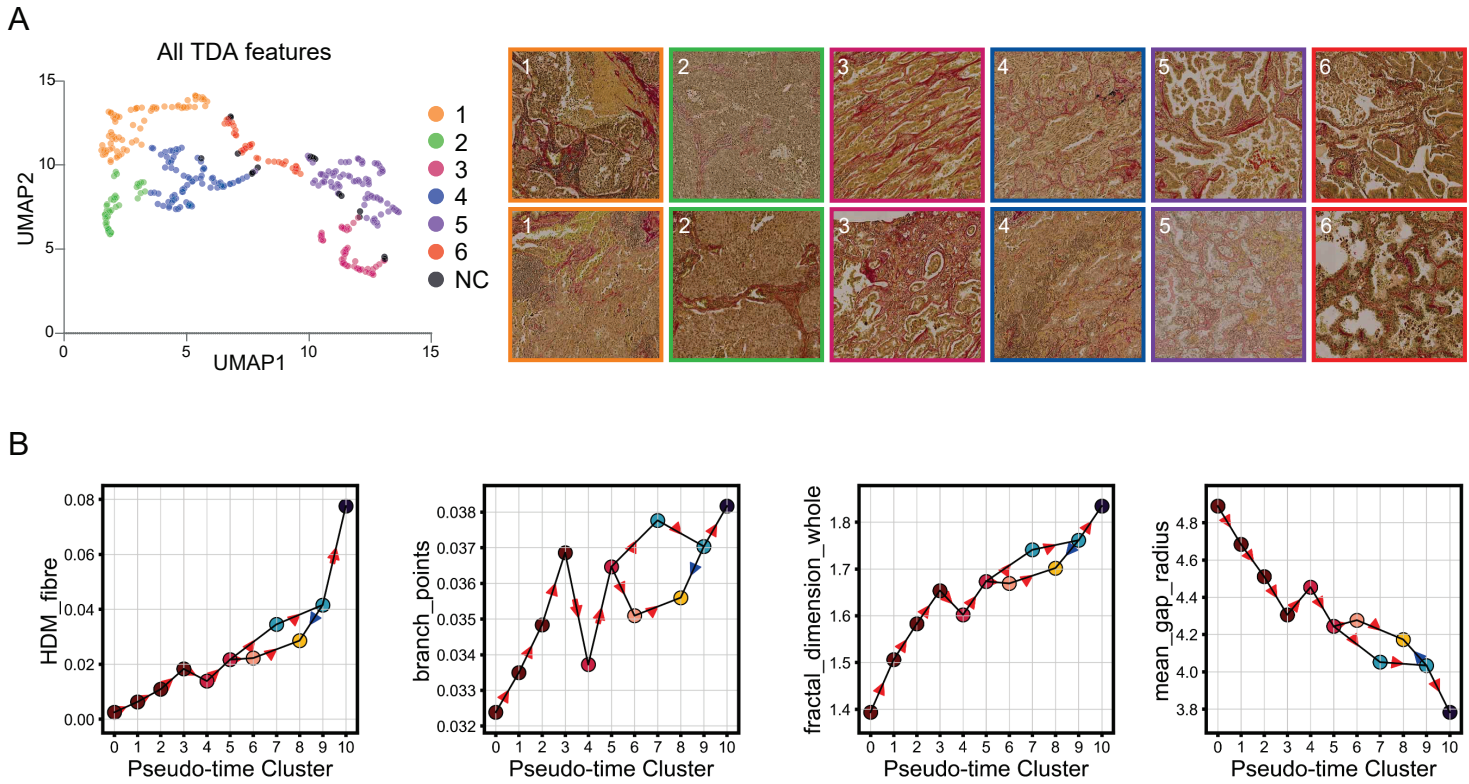 A
All TDA features
15
10
5
0
UMAP2
0 5 10 15
UMAP1
1
2
3
4
5
6
NC
1 2 3 4 5 6
1 2 3 4 5 6
B
HDM_fibre
0.08
0.06
0.04
0.02
0.00
0 1 2 3 4 5 6 7 8 9 10
Pseudo-time Cluster
branch_points
0.038
0.037
0.036
0.035
0.034
0.033
0.032
0 1 2 3 4 5 6 7 8 9 10
Pseudo-time Cluster
fractal_dimension_whole
1.8
1.7
1.6
1.5
1.4
0 1 2 3 4 5 6 7 8 9 10
Pseudo-time Cluster
mean_gap_radius
4.8
4.6
4.4
4.2
4.0
3.8
0 1 2 3 4 5 6 7 8 9 10
Pseudo-time Cluster